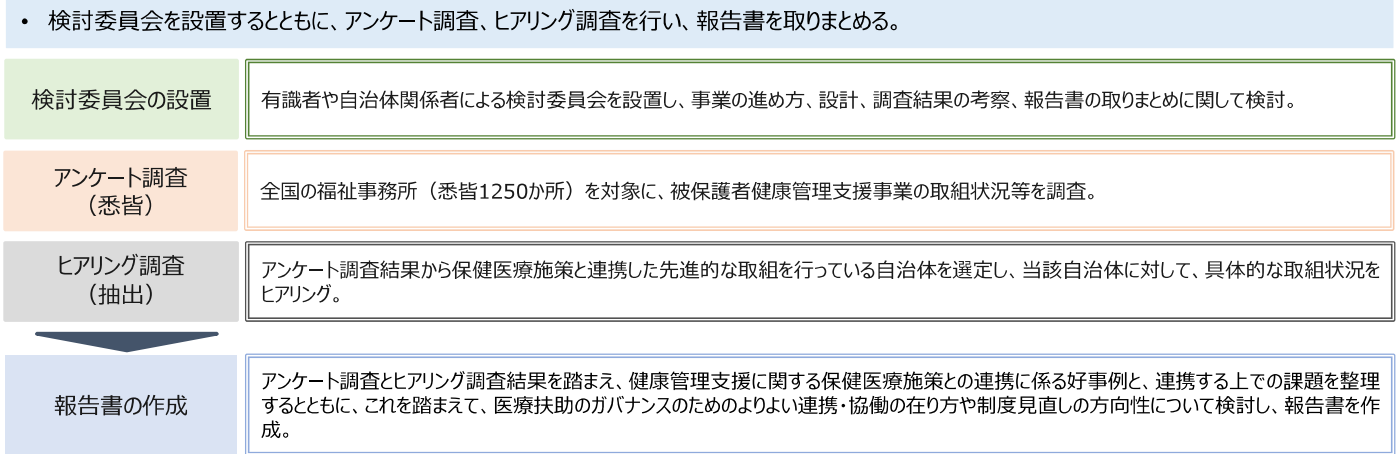 • 検討委員会を設置するとともに、アンケート調査、ヒアリング調査を行い、報告書を取りまとめる。
検討委員会の設置
有識者や自治体関係者による検討委員会を設置し、事業の進め方、設計、調査結果の考察、報告書の取りまとめに関して検討。
アンケート調査
（悉皆）
全国の福祉事務所（悉皆1250か所）を対象に、被保護者健康管理支援事業の取組状況等を調査。
ヒアリング調査
（抽出）
アンケート調査結果から保健医療施策と連携した先進的な取組を行っている自治体を選定し、当該自治体に対して、具体的な取組状況を
ヒアリング。
報告書の作成
アンケート調査とヒアリング調査結果を踏まえ、健康管理支援に関する保健医療施策との連携に係る好事例と、連携する上での課題を整理
するとともに、これを踏まえて、医療扶助のガバナンスのためのよりよい連携・協働の在り方や制度見直しの方向性について検討し、報告書を作
成。